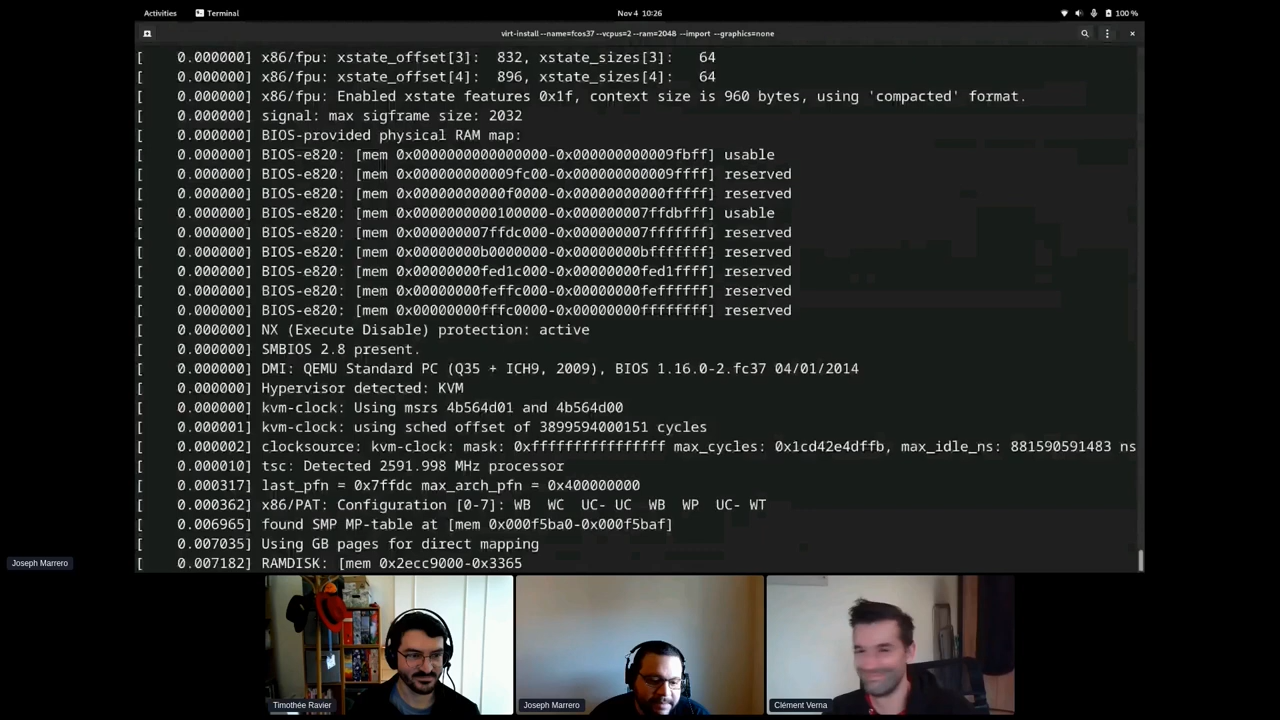 Activities Terminal Nov 4 10:26 100 %
virt-install --name=fcos37 --vcpus=2 --ram=2048 --import --graphics=none
[ 0.000000] x86/fpu: xstate_offset[3]: 832, xstate_sizes[3]: 64
[ 0.000000] x86/fpu: xstate_offset[4]: 896, xstate_sizes[4]: 64
[ 0.000000] x86/fpu: Enabled xstate features 0x1f, context size is 960 bytes, using 'compacted' format.
[ 0.000000] signal: max sigframe size: 2032
[ 0.000000] BIOS-provided physical RAM map:
[ 0.000000] BIOS-e820: [mem 0x0000000000000000-0x000000000009fbff] usable
[ 0.000000] BIOS-e820: [mem 0x000000000009fc00-0x000000000009ffff] reserved
[ 0.000000] BIOS-e820: [mem 0x00000000000f0000-0x00000000000fffff] reserved
[ 0.000000] BIOS-e820: [mem 0x0000000000100000-0x000000007ffdbfff] usable
[ 0.000000] BIOS-e820: [mem 0x000000007ffdc000-0x000000007fffffff] reserved
[ 0.000000] BIOS-e820: [mem 0x00000000b0000000-0x00000000bfffffff] reserved
[ 0.000000] BIOS-e820: [mem 0x00000000fed1c000-0x00000000fed1ffff] reserved
[ 0.000000] BIOS-e820: [mem 0x00000000feffc000-0x00000000feffffff] reserved
[ 0.000000] BIOS-e820: [mem 0x00000000fffc0000-0x00000000ffffffff] reserved
[ 0.000000] NX (Execute Disable) protection: active
[ 0.000000] SMBIOS 2.8 present.
[ 0.000000] DMI: QEMU Standard PC (Q35 + ICH9, 2009), BIOS 1.16.0-2.fc37 04/01/2014
[ 0.000000] Hypervisor detected: KVM
[ 0.000000] kvm-clock: Using msrs 4b564d01 and 4b564d00
[ 0.000001] kvm-clock: using sched offset of 3899594000151 cycles
[ 0.000002] clocksource: kvm-clock: mask: 0xffffffffffffffff max_cycles: 0x1cd42e4dffb, max_idle_ns: 881590591483 ns
[ 0.000010] tsc: Detected 2591.998 MHz processor
[ 0.000317] last_pfn = 0x7ffdc max_arch_pfn = 0x400000000
[ 0.000362] x86/PAT: Configuration [0-7]: WB WC UC- UC WB WP UC- WT
[ 0.006965] found SMP MP-table at [mem 0x000f5ba0-0x000f5baf]
[ 0.007035] Using GB pages for direct mapping
[ 0.007182] RAMDISK: [mem 0x2ecc9000-0x3365
Joseph Marrero
Timothée Ravier
Joseph Marrero
Clément Verna